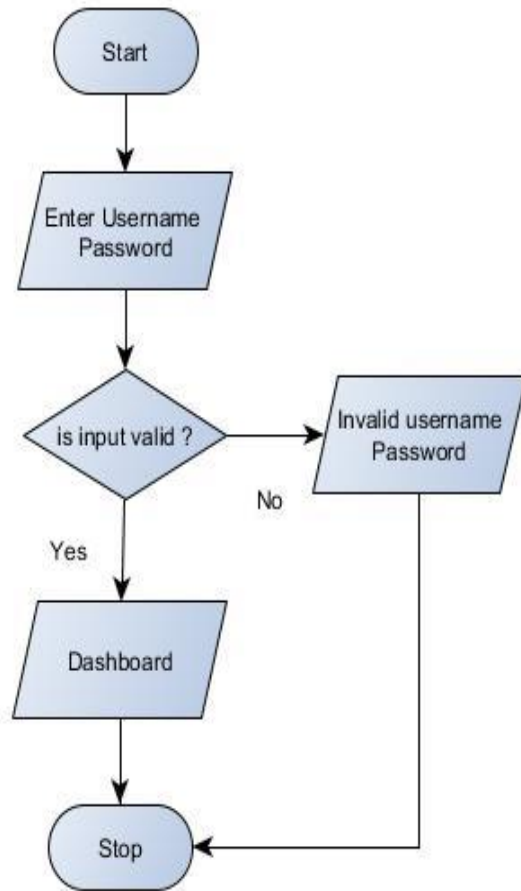 Start
Enter Username
Password
is input valid ?
Invalid username
Password
No
Yes
Dashboard
Stop